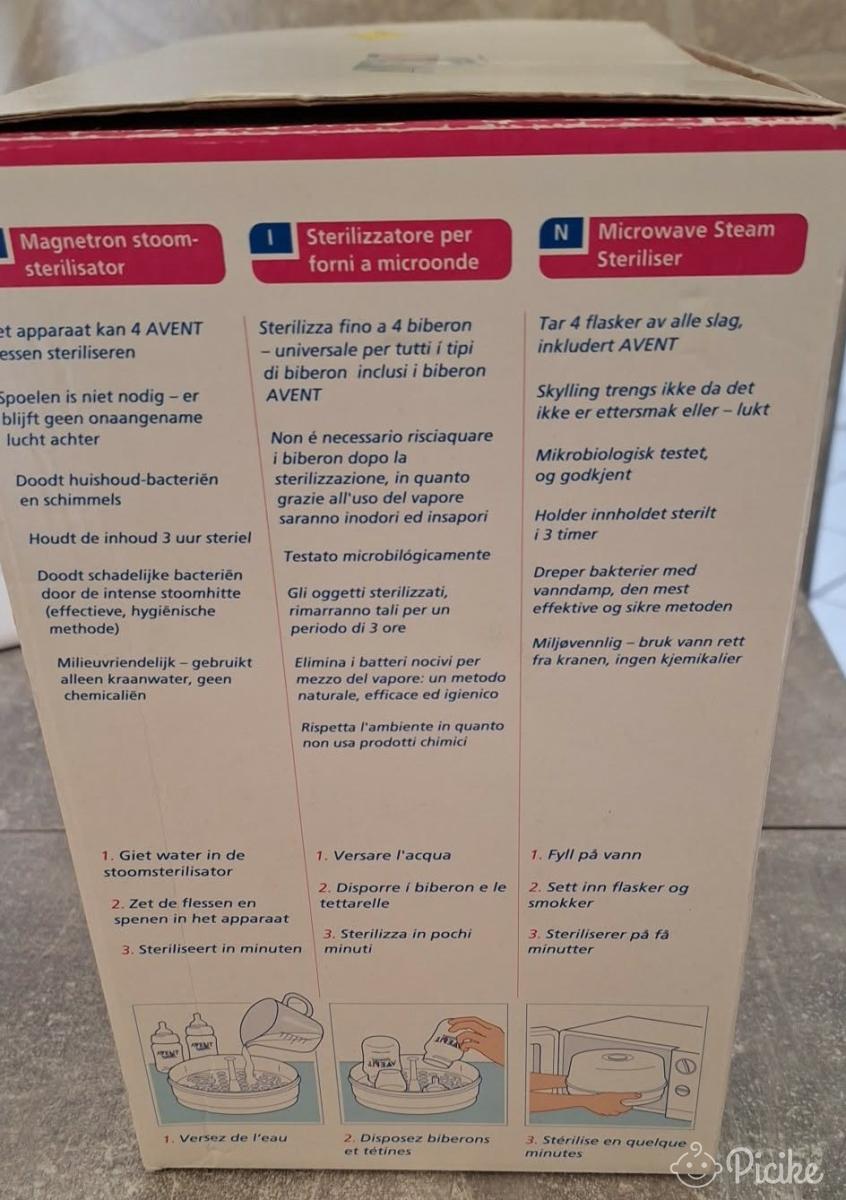 Magnetron stoom-
sterilisator
apparaat kan 4 AVENT
steriliseren
Spoelen is niet nodig – er
blijft geen onaangename
lucht achter
Doodt huishoud-bacteriën
en schimmels
Houdt de inhoud 3 uur steriel
Doodt schadelijke bacteriën
door de intense stoomhitte
(effectieve, hygiënische
methode)
Milieuvriendelijk – gebruikt
alleen kraanwater, geen
chemicaliën
1. Giet water in de
stoomsterilisator
2. Zet de flessen en
spenen in het apparaat
3. Steriliseert in minuten
I
Sterilizzatore per
forni a microonde
Sterilizza fino a 4 biberon
– universale per tutti i tipi
di biberon inclusi i biberon
AVENT
Non é necessario risciaquare
i biberon dopo la
sterilizzazione, in quanto
grazie all'uso del vapore
saranno inodori ed insapori
Testato microbilógicamente
Gli oggetti sterilizzati,
rimarranno tali per un
periodo di 3 ore
Elimina i batteri nocivi per
mezzo del vapore: un metodo
naturale, efficace ed igienico
Rispetta l'ambiente in quanto
non usa prodotti chimici
1. Versare l'acqua
2. Disporre i biberon e le
tettarelle
3. Sterilizza in pochi
minuti
N
Microwave Steam
Steriliser
Tar 4 flasker av alle slag,
inkludert AVENT
Skylling trengs ikke da det
ikke er ettersmak eller – lukt
Mikrobiologisk testet,
og godkjent
Holder innholdet sterilt
i 3 timer
Dreper bakterier med
vanndamp, den mest
effektive og sikre metoden
Miljøvennlig – bruk vann rett
fra kranen, ingen kjemikalier
1. Fyll på vann
2. Sett inn flasker og
smokker
3. Steriliserer på få
minutter
AVENT
AVENT
AVENT
AVENT
1. Versez de l'eau
2. Disposez biberons
et tétines
3. Stérilise en quelque
minutes
Picike